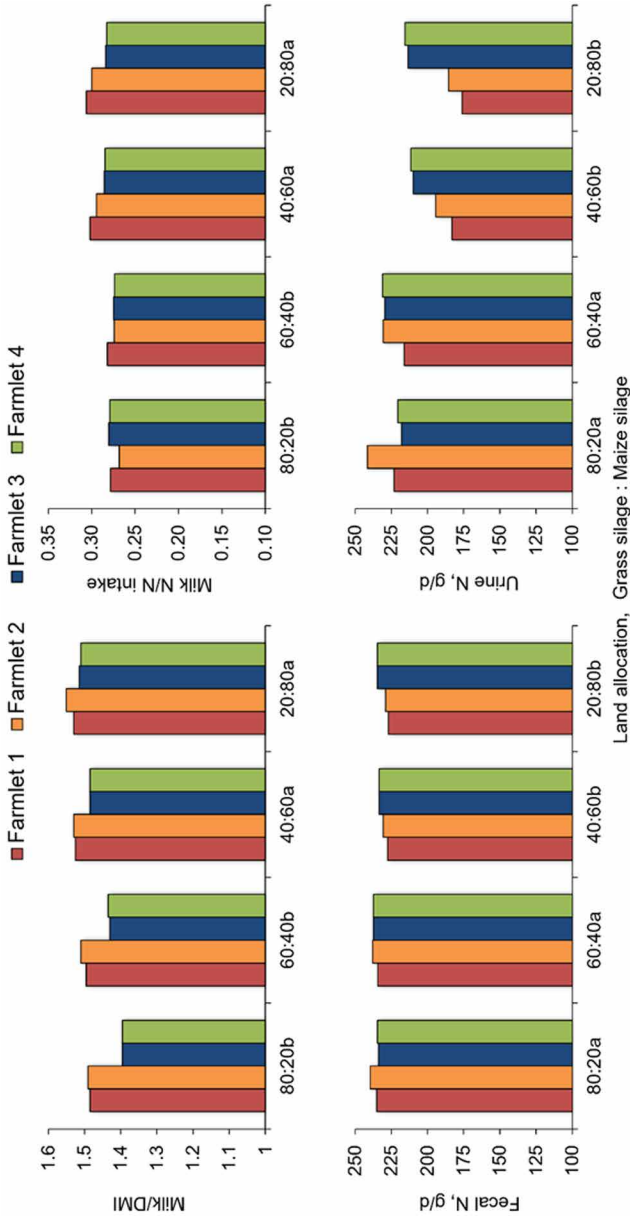 Farmlet 1 Farmlet 2 Farmlet 3 Farmlet 4
Milk/DMI
1.6
1.5
1.4
1.3
1.2
1.1
1
80:20b 60:40b 40:60a 20:80a
Milk N/N intake
0.35
0.30
0.25
0.20
0.15
0.10
80:20b 60:40b 40:60a 20:80a
Fecal N, g/d
250
225
200
175
150
125
100
80:20a 60:40a 40:60b 20:80b
Urine N, g/d
250
225
200
175
150
125
100
80:20a 60:40a 40:60b 20:80b
Land allocation, Grass silage : Maize silage